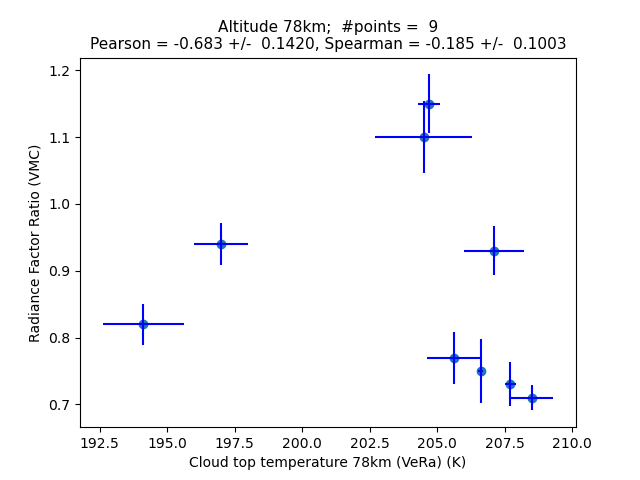 Altitude 78km;  #points =  9
Pearson = -0.683 +/-  0.1420, Spearman = -0.185 +/-  0.1003
1.2
1.1
1.0
0.9
0.8
0.7
Radiance Factor Ratio (VMC)
192.5 195.0 197.5 200.0 202.5 205.0 207.5 210.0
Cloud top temperature 78km (VeRa) (K)